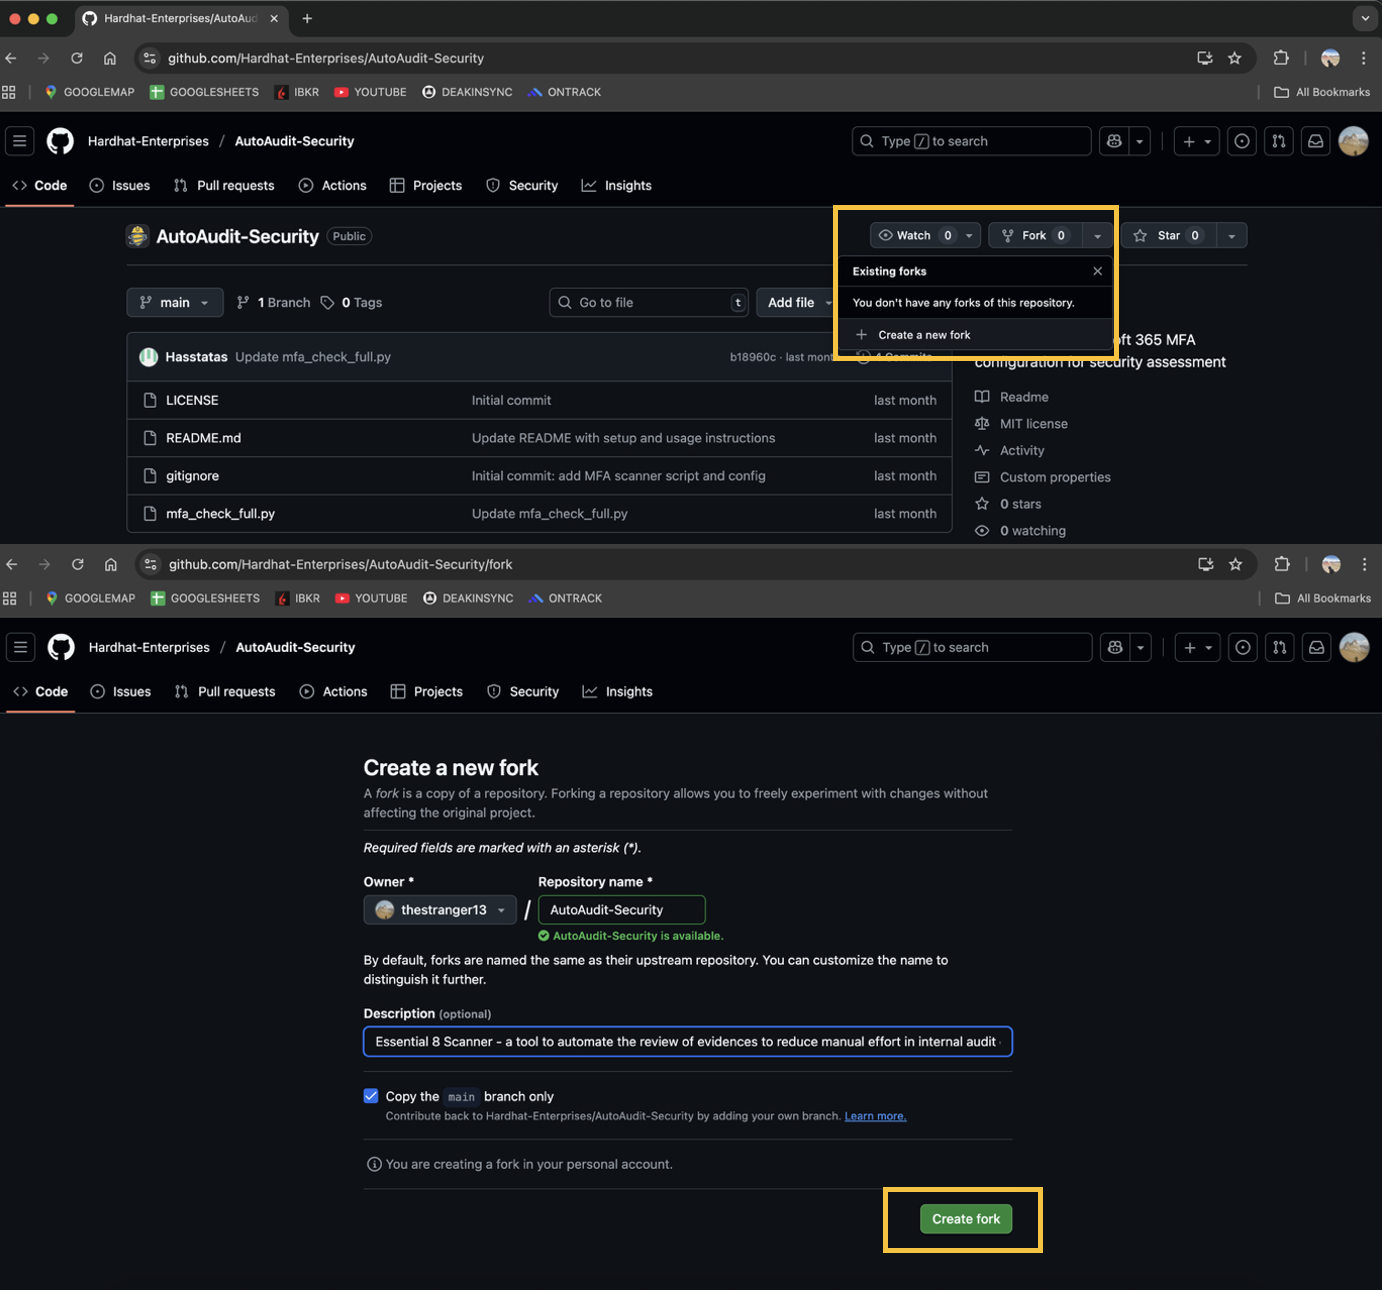 Hardhat-Enterprises/AutoAud
github.com/Hardhat-Enterprises/AutoAudit-Security
GOOGLEMAP GOOGLESHEETS IBKR YOUTUBE DEAKINSYNC ONTRACK All Bookmarks
Hardhat-Enterprises / AutoAudit-Security Type / to search
Code Issues Pull requests Actions Projects Security Insights
AutoAudit-Security Public Watch 0 Fork 0 Star 0
Existing forks
You don't have any forks of this repository.
Create a new fork
main 1 Branch 0 Tags Go to file t Add file
oft 365 MFA
configuration for security assessment
Hasstatas Update mfa_check_full.py b18960c · last mont 4 Commits
LICENSE Initial commit last month
README.md Update README with setup and usage instructions last month
gitignore Initial commit: add MFA scanner script and config last month
mfa_check_full.py Update mfa_check_full.py last month
Readme
MIT license
Activity
Custom properties
0 stars
0 watching
github.com/Hardhat-Enterprises/AutoAudit-Security/fork
GOOGLEMAP GOOGLESHEETS IBKR YOUTUBE DEAKINSYNC ONTRACK All Bookmarks
Hardhat-Enterprises / AutoAudit-Security Type / to search
Code Issues Pull requests Actions Projects Security Insights
Create a new fork
A fork is a copy of a repository. Forking a repository allows you to freely experiment with changes without
affecting the original project.
Required fields are marked with an asterisk (*).
Owner * Repository name *
thestranger13 / AutoAudit-Security
AutoAudit-Security is available.
By default, forks are named the same as their upstream repository. You can customize the name to
distinguish it further.
Description (optional)
Essential 8 Scanner - a tool to automate the review of evidences to reduce manual effort in internal audit
Copy the main branch only
Contribute back to Hardhat-Enterprises/AutoAudit-Security by adding your own branch. Learn more.
You are creating a fork in your personal account.
Create fork